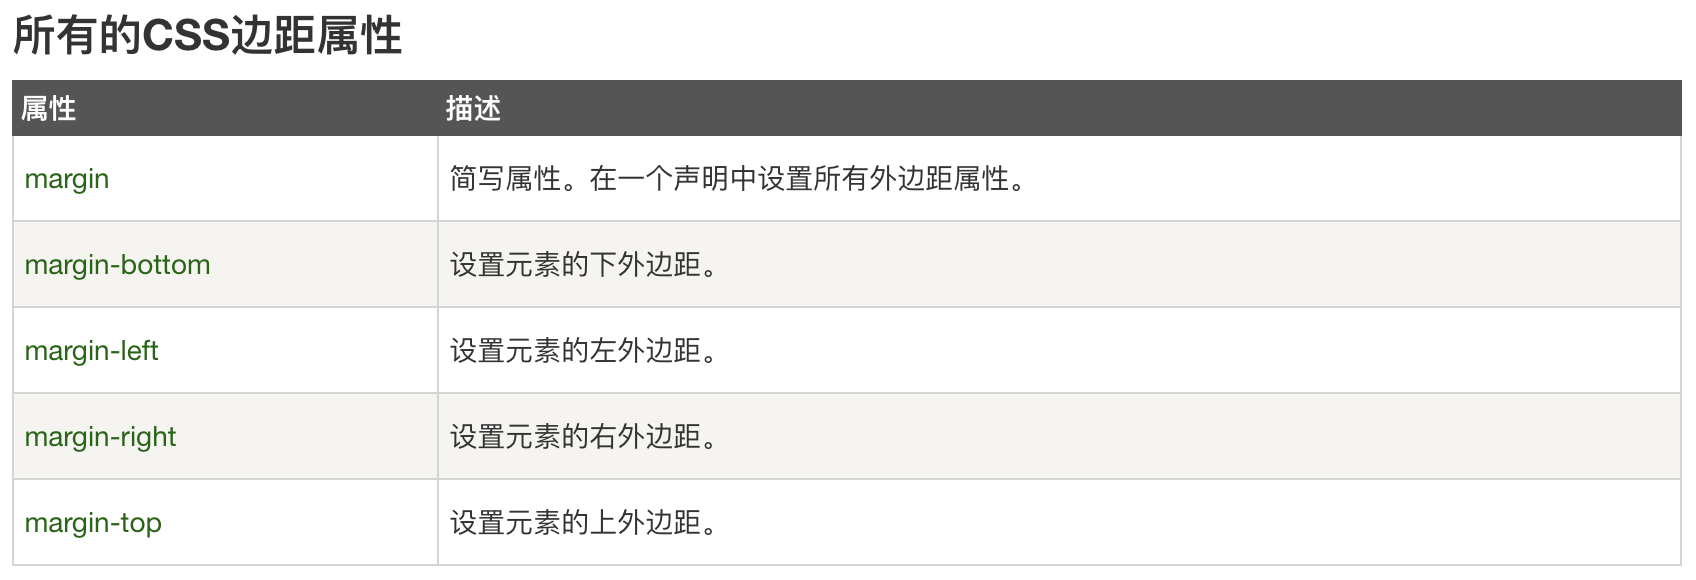 所有的CSS边距属性
属性 描述
margin 简写属性。在一个声明中设置所有外边距属性。
margin-bottom 设置元素的下外边距。
margin-left 设置元素的左外边距。
margin-right 设置元素的右外边距。
margin-top 设置元素的上外边距。